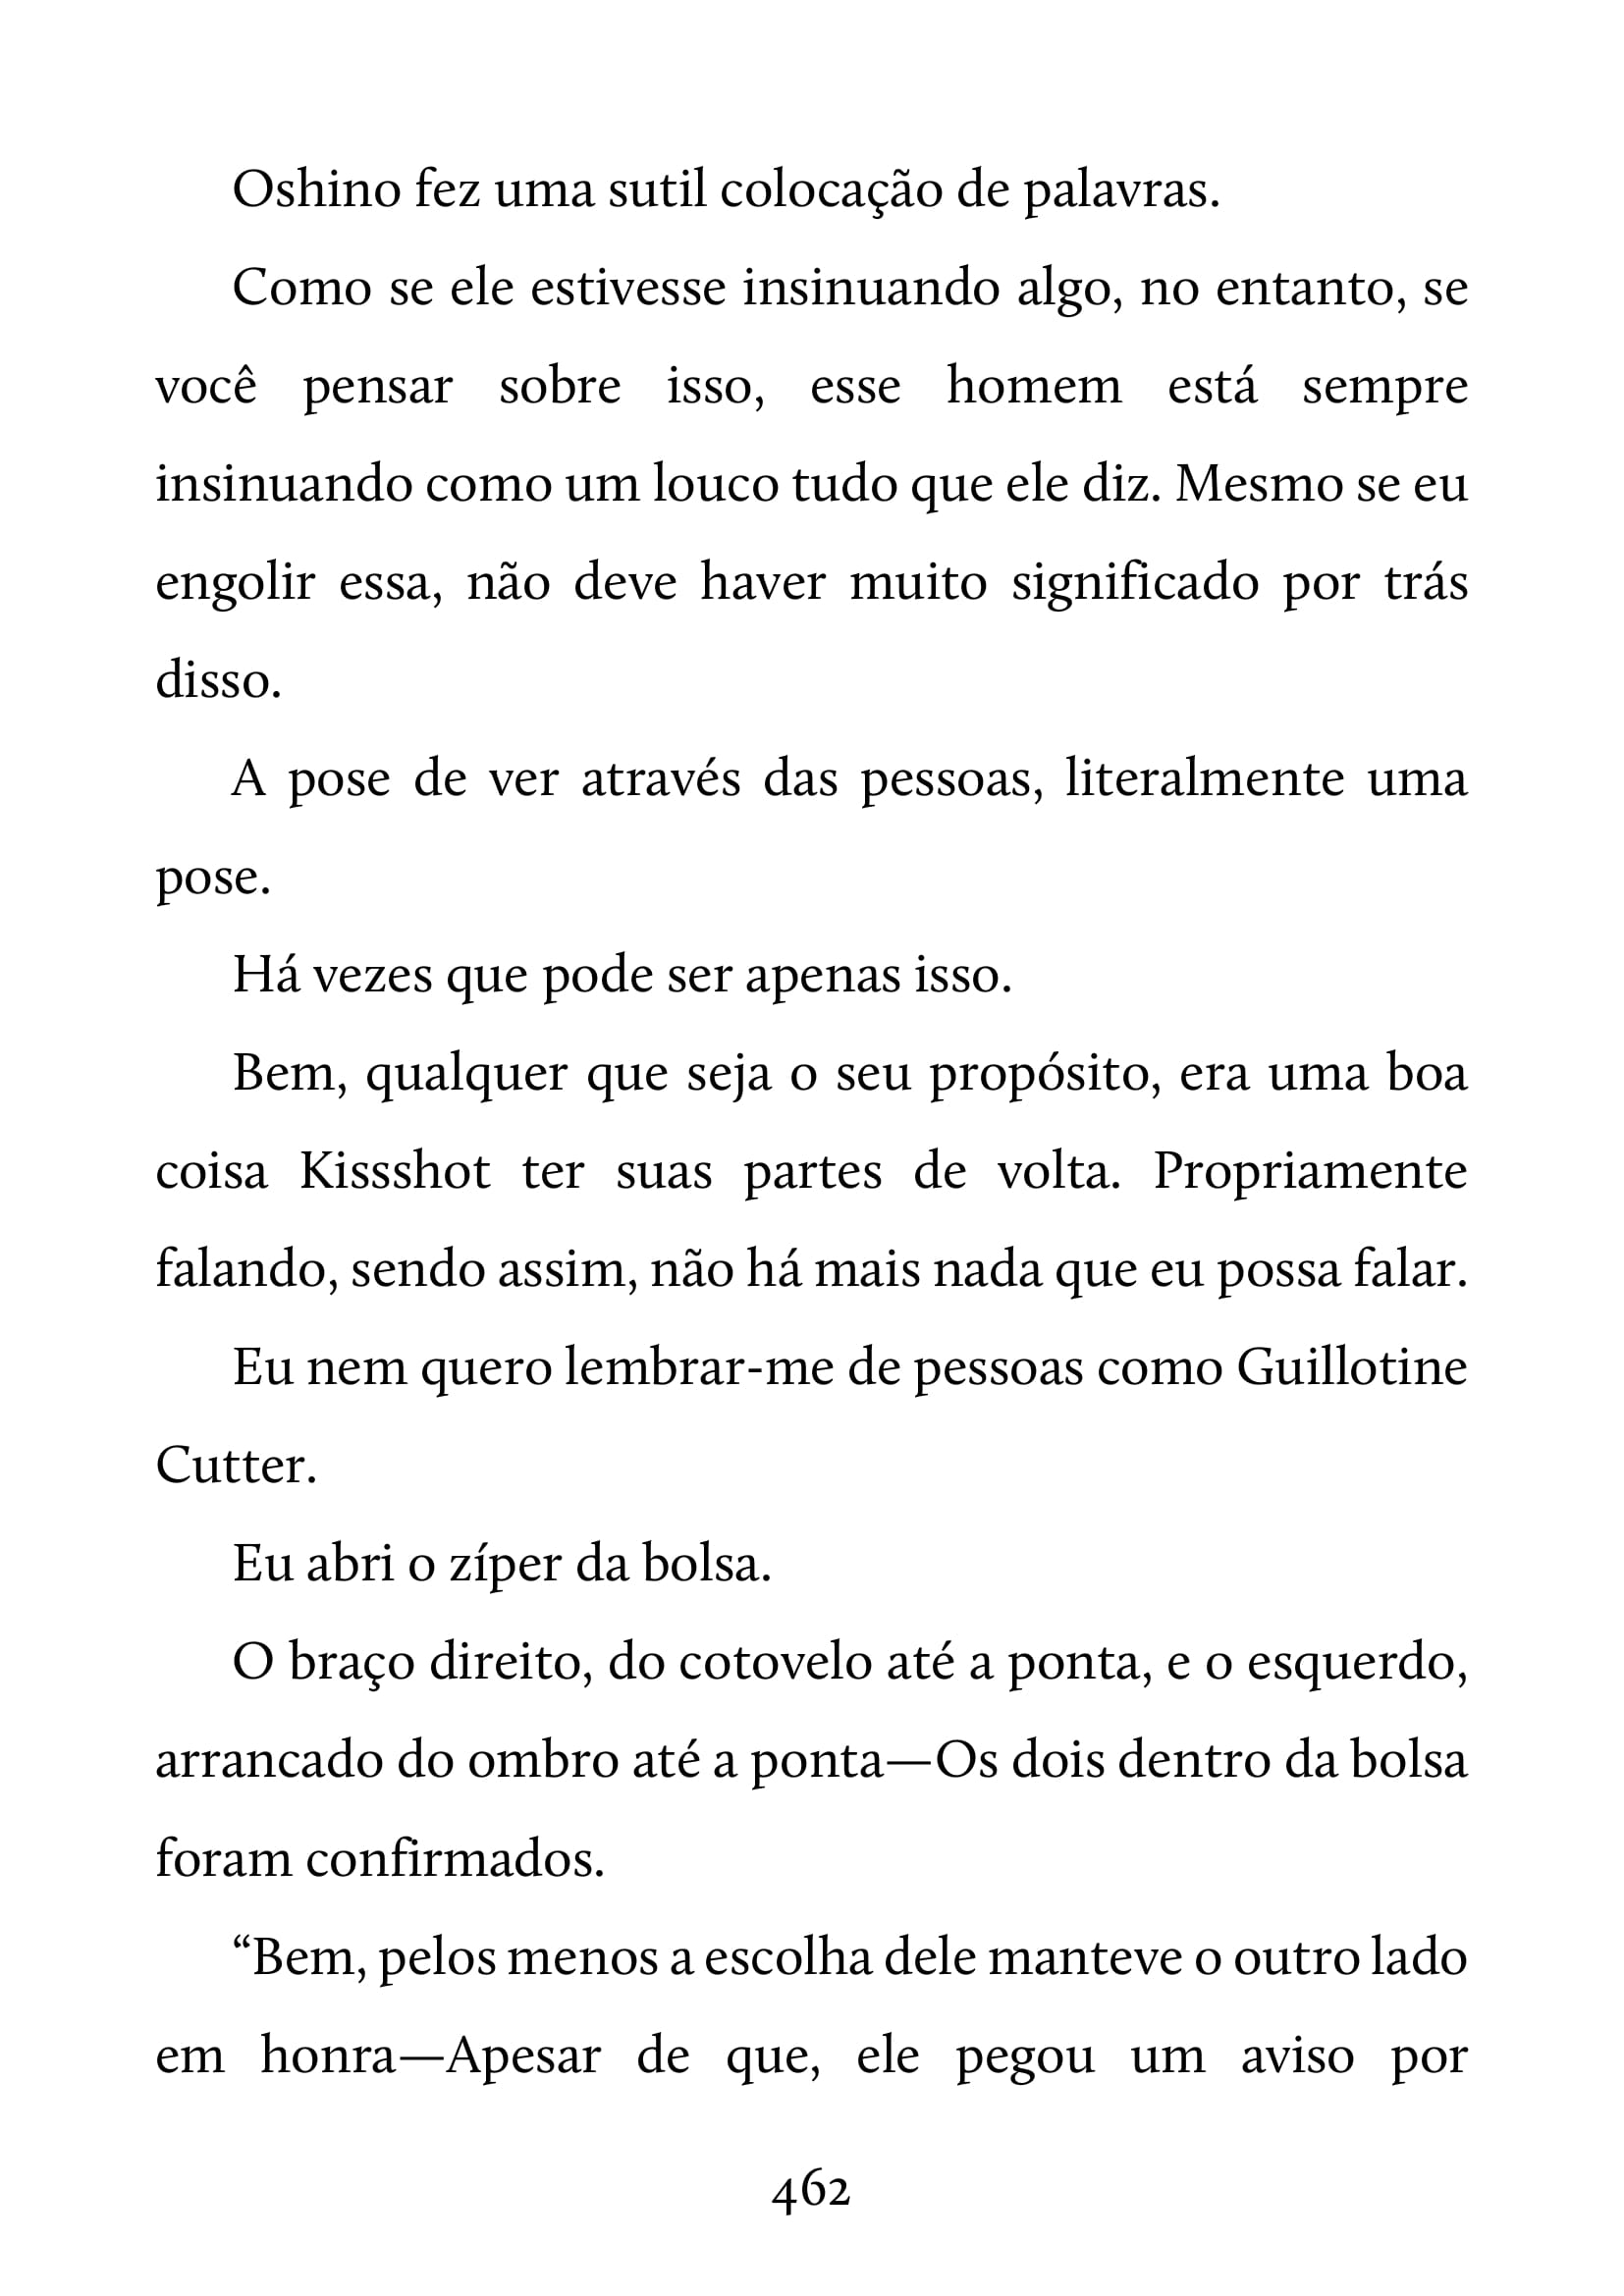 Oshino fez uma sutil colocação de palavras.
Como se ele estivesse insinuando algo, no entanto, se
você pensar sobre isso, esse homem está sempre
insinuando como um louco tudo que ele diz. Mesmo se eu
engolir essa, não deve haver muito significado por trás
disso.
A pose de ver através das pessoas, literalmente uma
pose.
Há vezes que pode ser apenas isso.
Bem, qualquer que seja o seu propósito, era uma boa
coisa Kissshot ter suas partes de volta. Propriamente
falando, sendo assim, não há mais nada que eu possa falar.
Eu nem quero lembrar-me de pessoas como Guillotine
Cutter.
Eu abri o zíper da bolsa.
O braço direito, do cotovelo até a ponta, e o esquerdo,
arrancado do ombro até a ponta—Os dois dentro da bolsa
foram confirmados.
“Bem, pelos menos a escolha dele manteve o outro lado
em honra—Apesar de que, ele pegou um aviso por
462